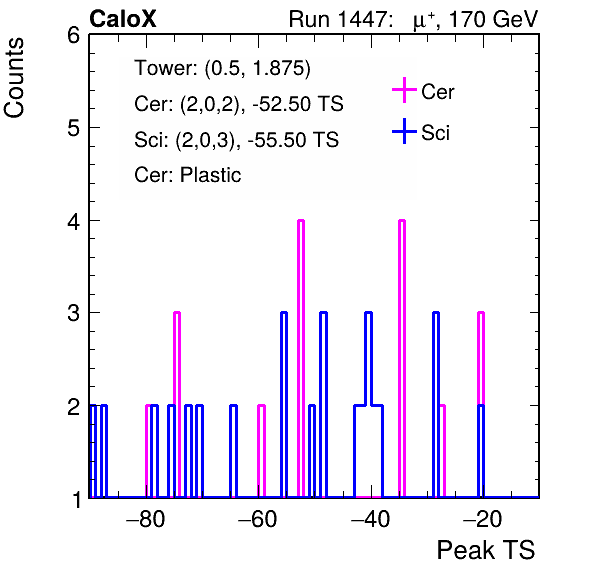 CaloX Run 1447: μ⁺, 170 GeV
Counts
Tower: (0.5, 1.875)
Cer: (2,0,2), -52.50 TS
Sci: (2,0,3), -55.50 TS
Cer: Plastic
Cer
Sci
6
5
4
3
2
1
−80 −60 −40 −20
Peak TS